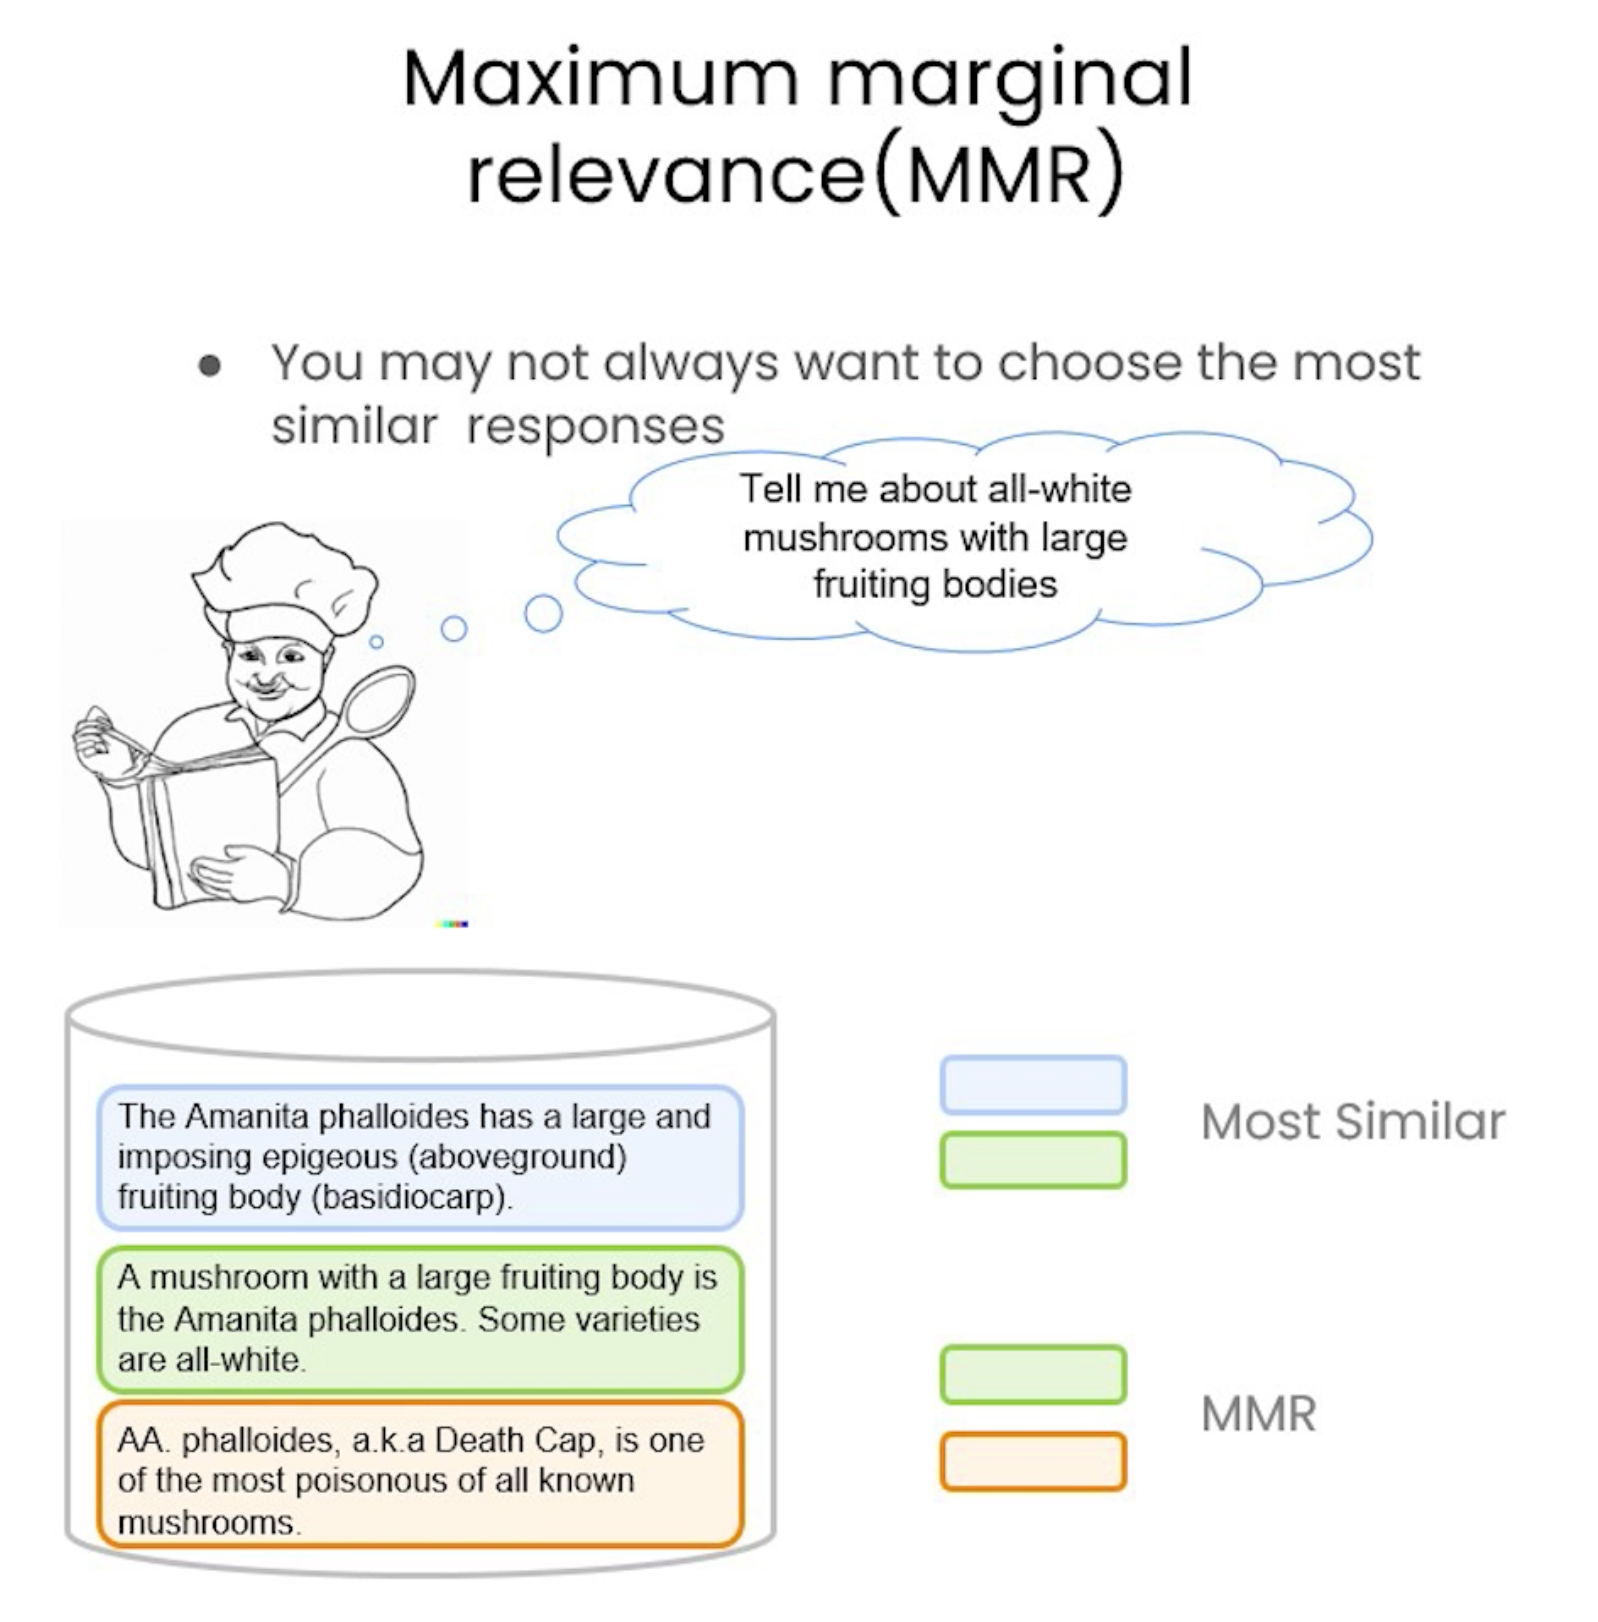 Maximum marginal
relevance(MMR)
● You may not always want to choose the most
similar responses
Tell me about all-white
mushrooms with large
fruiting bodies
The Amanita phalloides has a large and
imposing epigeous (aboveground)
fruiting body (basidiocarp).
A mushroom with a large fruiting body is
the Amanita phalloides. Some varieties
are all-white.
AA. phalloides, a.k.a Death Cap, is one
of the most poisonous of all known
mushrooms.
Most Similar
MMR